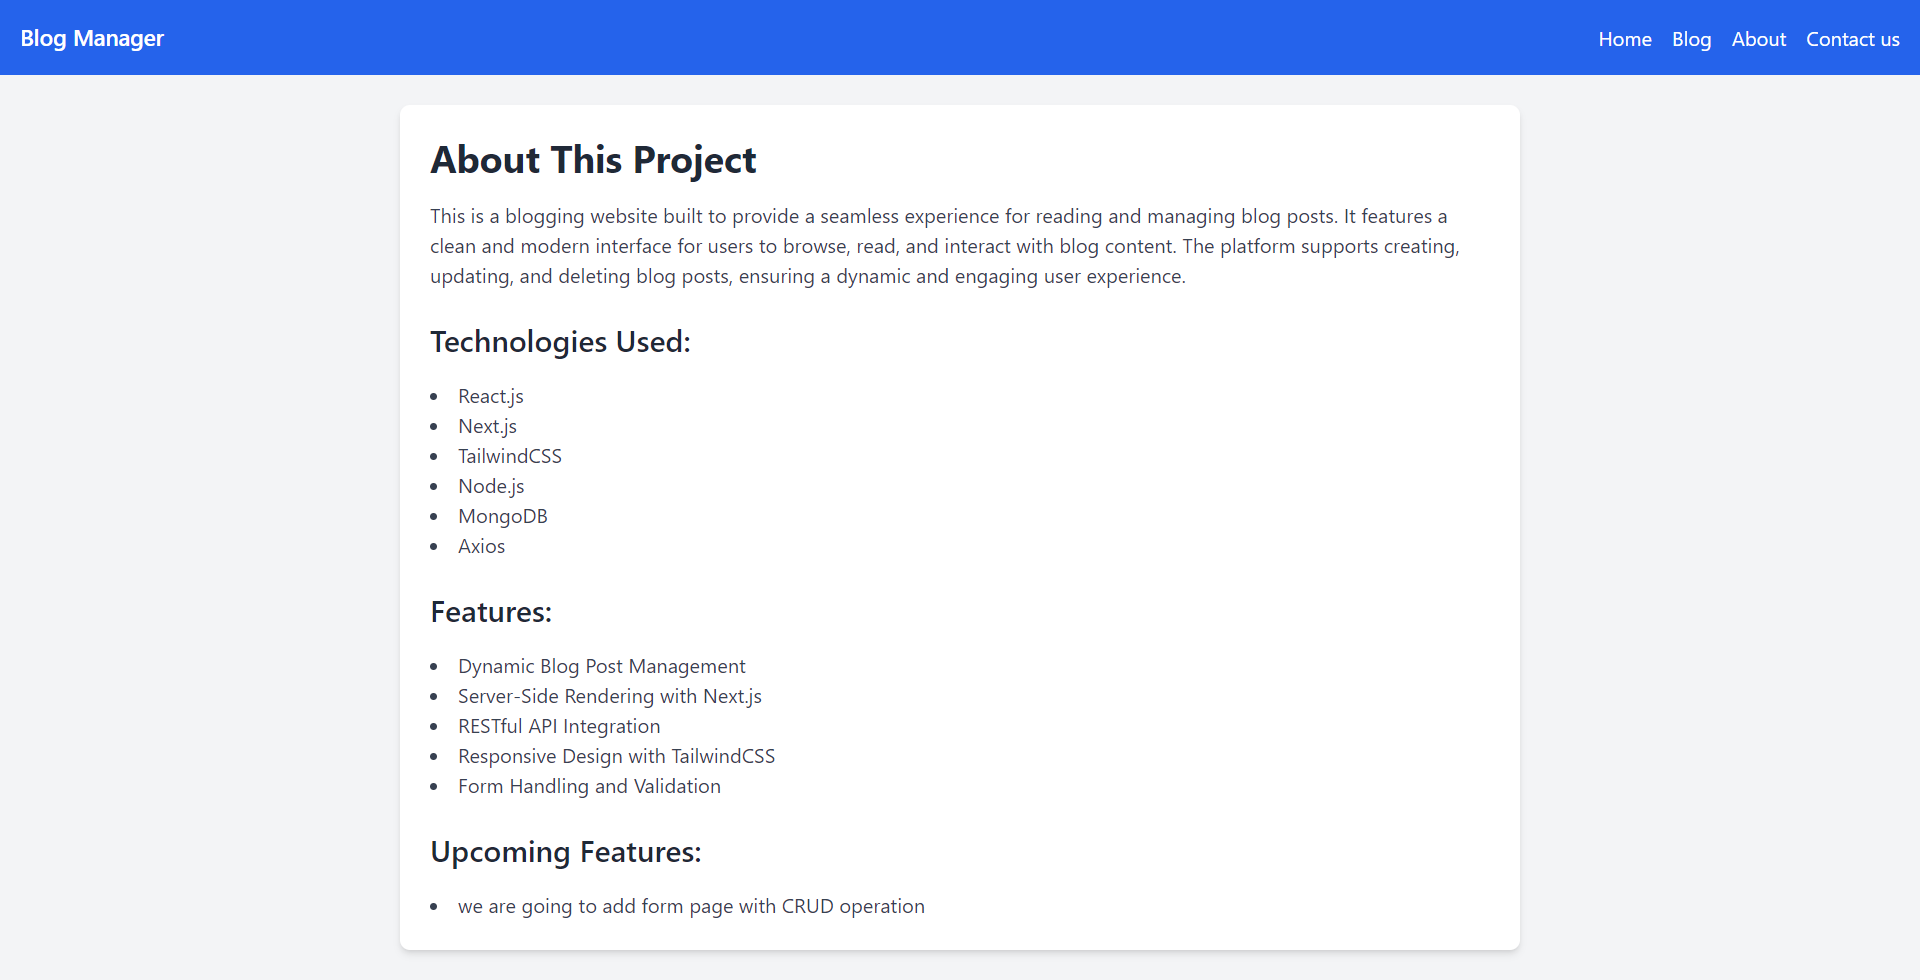 Blog Manager
Home Blog About Contact us
About This Project
This is a blogging website built to provide a seamless experience for reading and managing blog posts. It features a
clean and modern interface for users to browse, read, and interact with blog content. The platform supports creating,
updating, and deleting blog posts, ensuring a dynamic and engaging user experience.
Technologies Used:
• React.js
• Next.js
• TailwindCSS
• Node.js
• MongoDB
• Axios
Features:
• Dynamic Blog Post Management
• Server-Side Rendering with Next.js
• RESTful API Integration
• Responsive Design with TailwindCSS
• Form Handling and Validation
Upcoming Features:
• we are going to add form page with CRUD operation